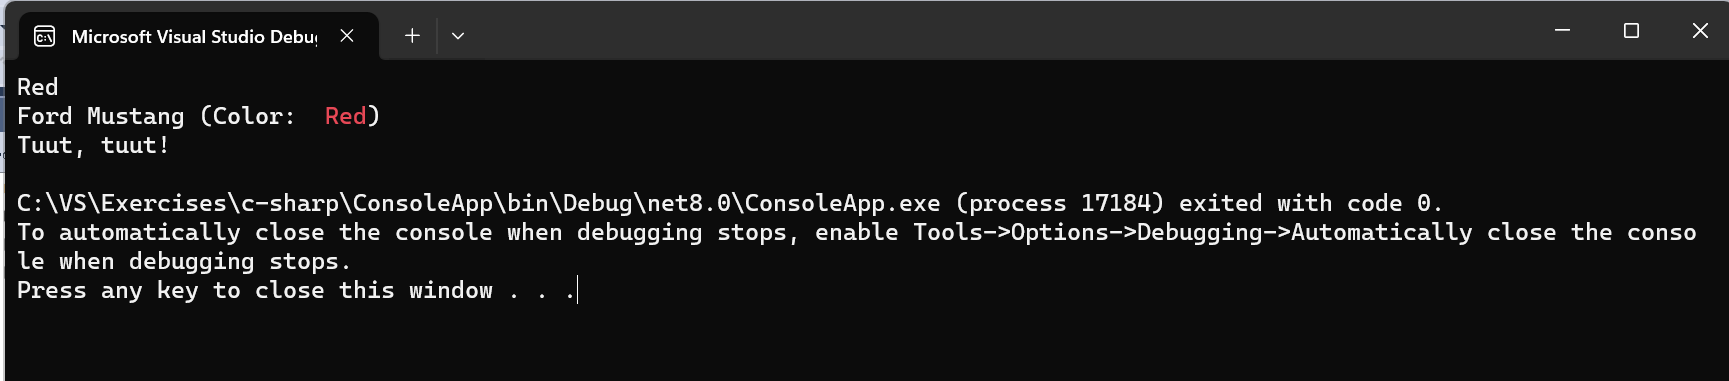 Microsoft Visual Studio Debu
Red
Ford Mustang (Color:  Red)
Tuut, tuut!
C:\VS\Exercises\c-sharp\ConsoleApp\bin\Debug\net8.0\ConsoleApp.exe (process 17184) exited with code 0.
To automatically close the console when debugging stops, enable Tools->Options->Debugging->Automatically close the conso
le when debugging stops.
Press any key to close this window . . .